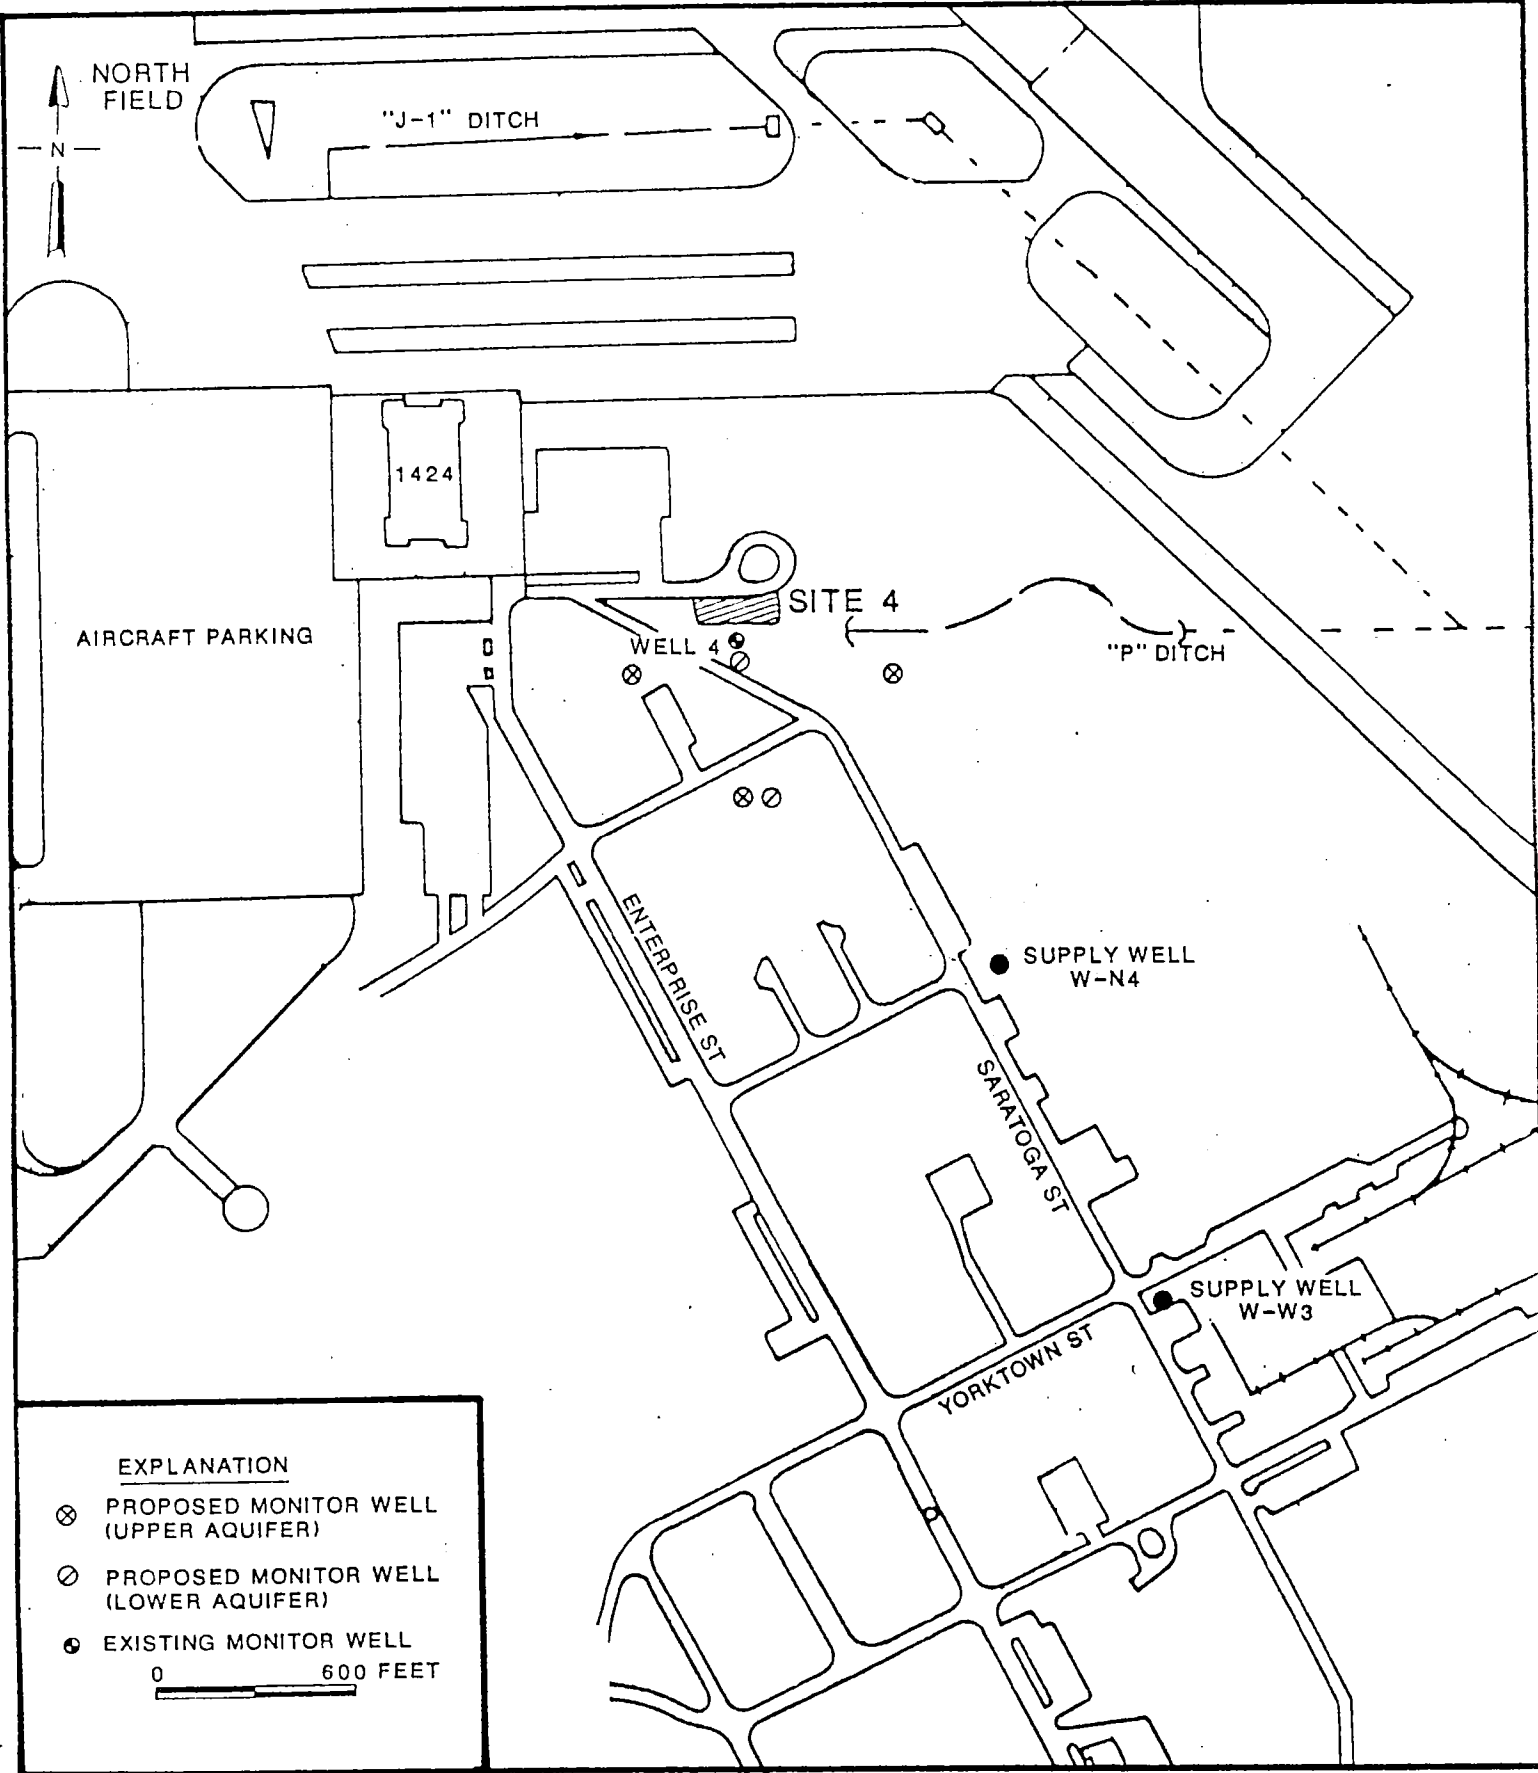 NORTH
FIELD
N
"J-1" DITCH
1424
AIRCRAFT PARKING
SITE 4
WELL 4
"P" DITCH
ENTERPRISE ST
SUPPLY WELL
W-N4
SARATOGA ST
SUPPLY WELL
W-W3
YORKTOWN ST
EXPLANATION
PROPOSED MONITOR WELL
(UPPER AQUIFER)
PROPOSED MONITOR WELL
(LOWER AQUIFER)
EXISTING MONITOR WELL
0 600 FEET